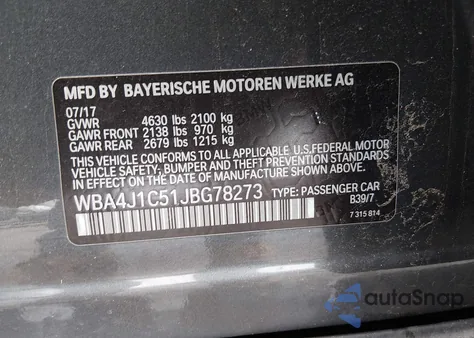 MFD BY BAYERISCHE MOTOREN WERKE AG
07/17
GVWR 4630 lbs 2100 kg
GAWR FRONT 2138 lbs 970 kg
GAWR REAR 2679 lbs 1215 kg
THIS VEHICLE CONFORMS TO ALL APPLICABLE U.S.FEDERAL MOTOR
VEHICLE SAFETY, BUMPER AND THEFT PREVENTION STANDARDS IN
EFFECT ON THE DATE OF MANUFACTURE SHOWN ABOVE.
WBA4J1C51JBG78273 TYPE: PASSENGER CAR
B39/7
7 315 814
autoSnap